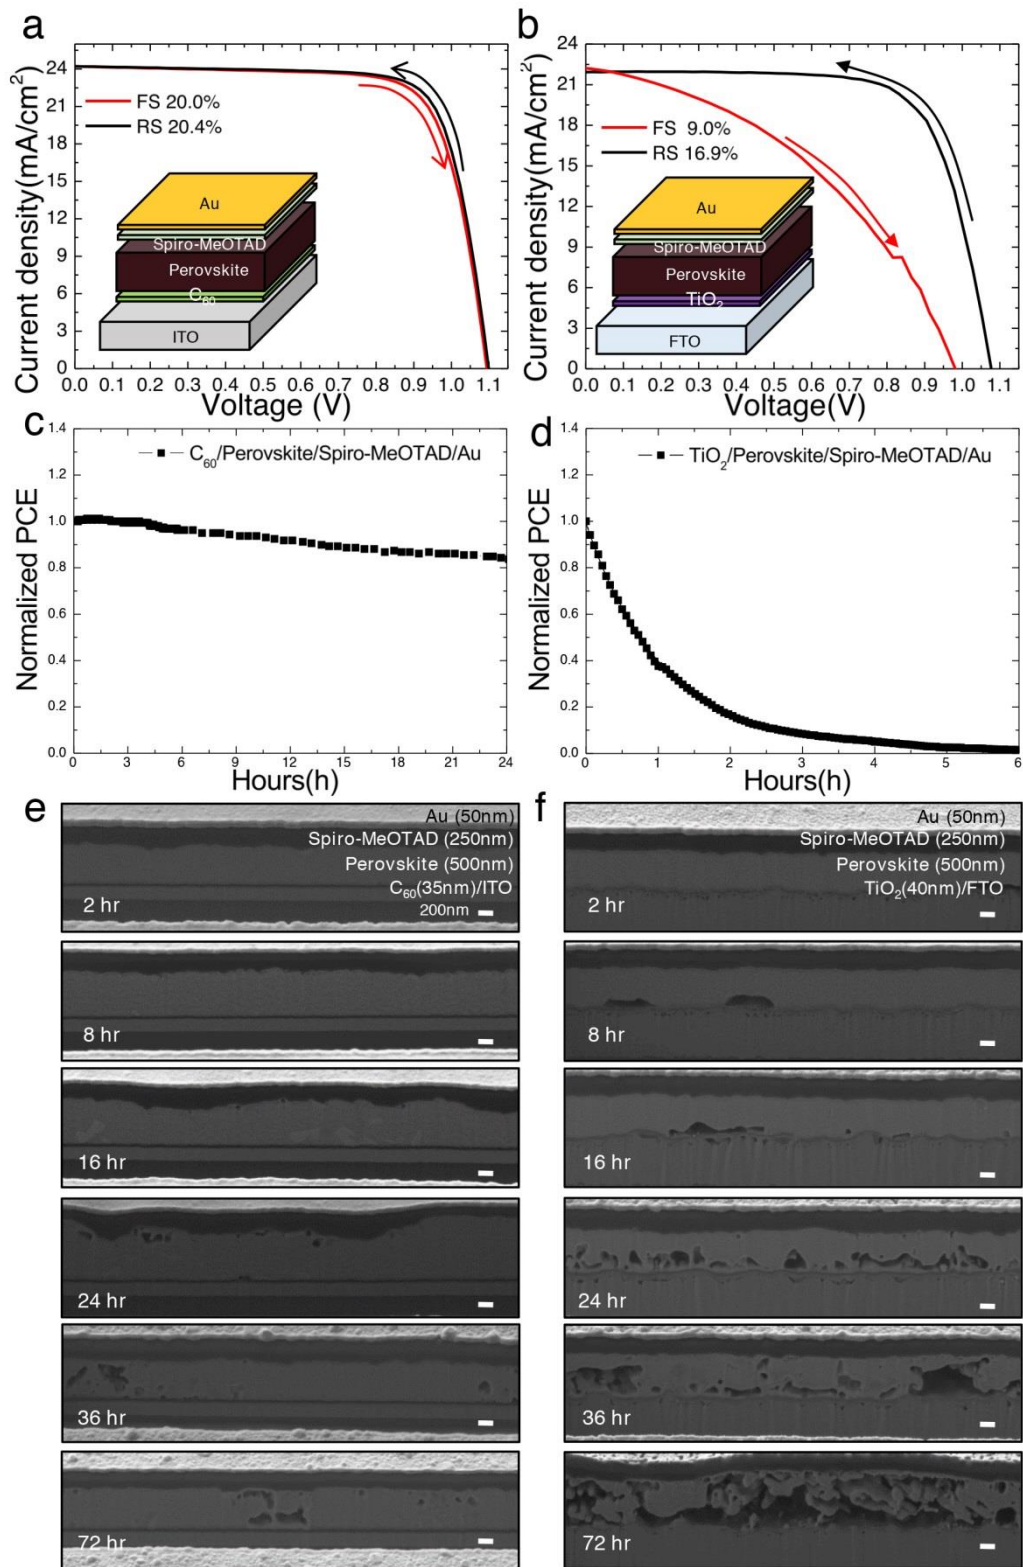 a
Current density(mA/cm²)
24
21
18
15
12
9
6
3
0
FS 20.0%
RS 20.4%
Au
Spiro-MeOTAD
Perovskite
C₆₀
ITO
0.0 0.1 0.2 0.3 0.4 0.5 0.6 0.7 0.8 0.9 1.0 1.1
Voltage (V)
b
Current density(mA/cm²)
24
21
18
15
12
9
6
3
0
FS 9.0%
RS 16.9%
Au
Spiro-MeOTAD
Perovskite
TiO₂
FTO
0.0 0.1 0.2 0.3 0.4 0.5 0.6 0.7 0.8 0.9 1.0 1.1
Voltage(V)
c
Normalized PCE
1.4
1.2
1.0
0.8
0.6
0.4
0.2
0.0
C₆₀/Perovskite/Spiro-MeOTAD/Au
0 3 6 9 12 15 18 21 24
Hours(h)
d
Normalized PCE
1.4
1.2
1.0
0.8
0.6
0.4
0.2
0.0
TiO₂/Perovskite/Spiro-MeOTAD/Au
0 1 2 3 4 5 6
Hours(h)
e
Au (50nm)
Spiro-MeOTAD (250nm)
Perovskite (500nm)
C₆₀(35nm)/ITO
200nm
2 hr
8 hr
16 hr
24 hr
36 hr
72 hr
f
Au (50nm)
Spiro-MeOTAD (250nm)
Perovskite (500nm)
TiO₂(40nm)/FTO
2 hr
8 hr
16 hr
24 hr
36 hr
72 hr